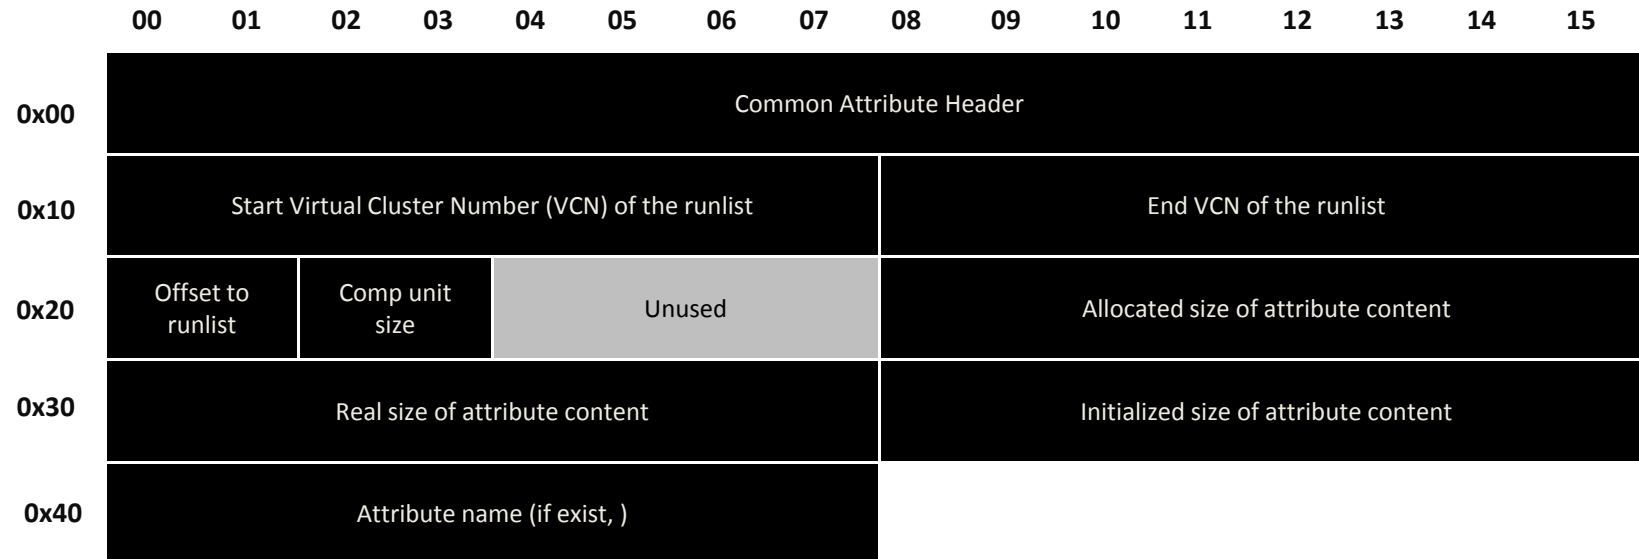 00 01 02 03 04 05 06 07 08 09 10 11 12 13 14 15
0x00 Common Attribute Header
0x10 Start Virtual Cluster Number (VCN) of the runlist End VCN of the runlist
0x20 Offset to
runlist
Comp unit
size
Unused
Allocated size of attribute content
0x30 Real size of attribute content Initialized size of attribute content
0x40 Attribute name (if exist, )